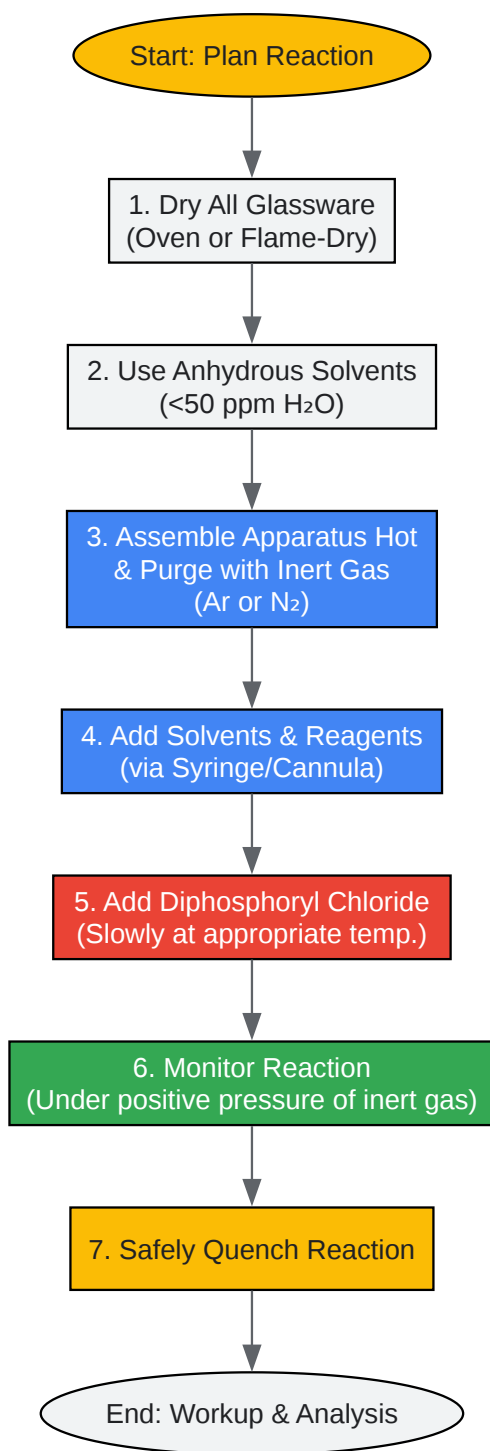 Start: Plan Reaction
1. Dry All Glassware
(Oven or Flame-Dry)
2. Use Anhydrous Solvents
(<50 ppm H₂O)
3. Assemble Apparatus Hot
& Purge with Inert Gas
(Ar or N₂)
4. Add Solvents & Reagents
(via Syringe/Cannula)
5. Add Diphosphoryl Chloride
(Slowly at appropriate temp.)
6. Monitor Reaction
(Under positive pressure of inert gas)
7. Safely Quench Reaction
End: Workup & Analysis